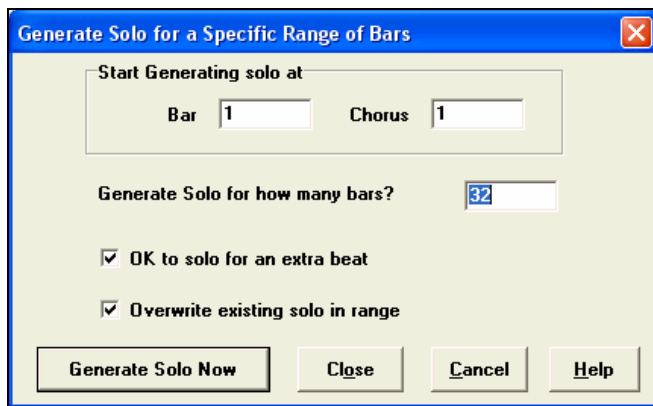 Generate Solo for a Specific Range of Bars
Start Generating solo at
Bar 1 Chorus 1
Generate Solo for how many bars? 32
OK to solo for an extra beat
Overwrite existing solo in range
Generate Solo Now Close Cancel Help